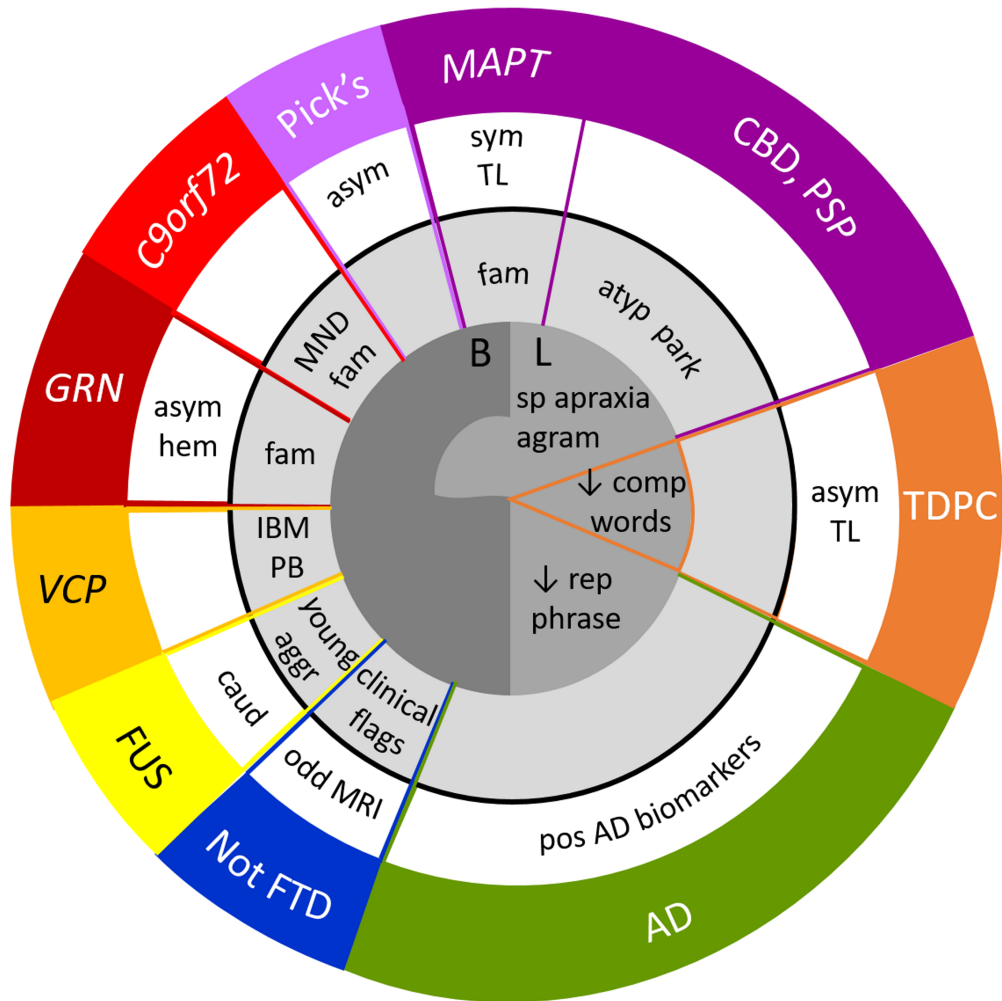 Pick's
MAPT
CBD, PSP
C9orf72
GRN
VCP
FUS
Not FTD
AD
TDPC
asym
sym
TL
asym
hem
caud
odd MRI
pos AD biomarkers
asym
TL
fam
atyp park
MND
fam
fam
IBM
PB
young
aggr
clinical
flags
B
L
sp apraxia
agram
↓ comp
words
↓ rep
phrase